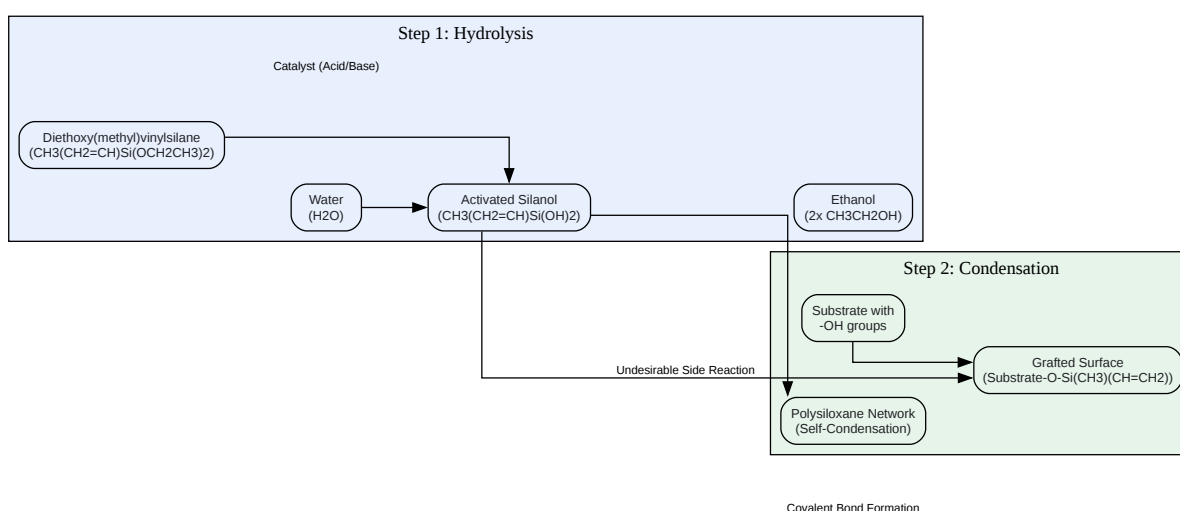 Step 1: Hydrolysis
Catalyst (Acid/Base)
Diethoxy(methyl)vinylsilane
(CH3(CH2=CH)Si(OCH2CH3)2)
Water
(H2O)
Activated Silanol
(CH3(CH2=CH)Si(OH)2)
Ethanol
(2x CH3CH2OH)
Step 2: Condensation
Substrate with
-OH groups
Grafted Surface
(Substrate-O-Si(CH3)(CH=CH2))
Undesirable Side Reaction
Polysiloxane Network
(Self-Condensation)
Covalent Bond Formation